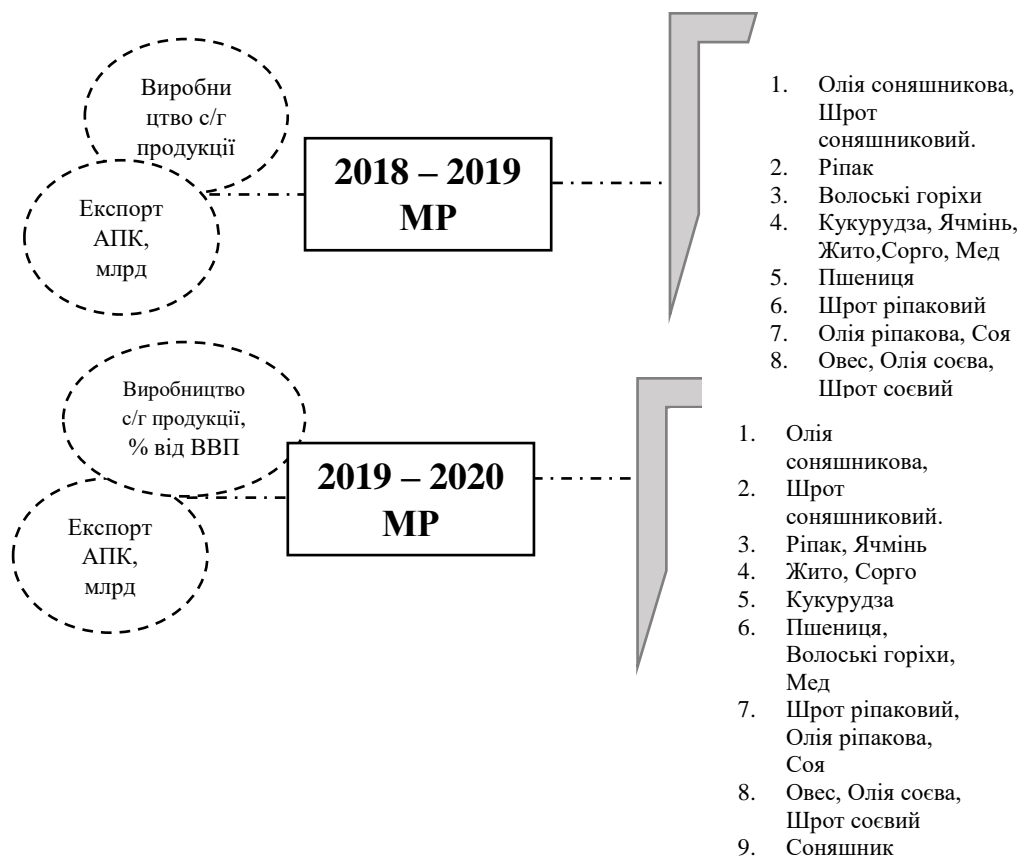 Виробни
цтво с/г
продукції
Експорт
АПК,
млрд
2018 – 2019
МР
1. Олія соняшникова,
Шрот
соняшниковий.
2. Ріпак
3. Волоські горіхи
4. Кукурудза, Ячмінь,
Жито,Сорго, Мед
5. Пшениця
6. Шрот ріпаковий
7. Олія ріпакова, Соя
8. Овес, Олія соєва,
Шрот соєвий
Виробництво
с/г продукції,
% від ВВП
Експорт
АПК,
млрд
2019 – 2020
МР
1. Олія
соняшникова,
2. Шрот
соняшниковий.
3. Ріпак, Ячмінь
4. Жито, Сорго
5. Кукурудза
6. Пшениця,
Волоські горіхи,
Мед
7. Шрот ріпаковий,
Олія ріпакова,
Соя
8. Овес, Олія соєва,
Шрот соєвий
9. Соняшник